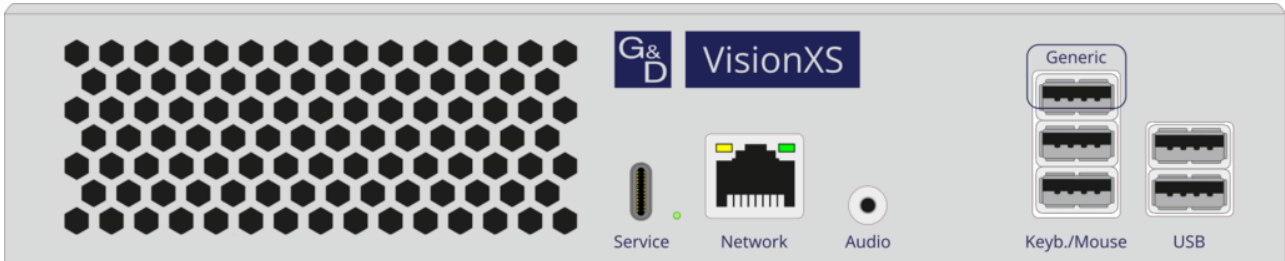 G&D
VisionXS
Generic
Service
Network
Audio
Keyb./Mouse
USB